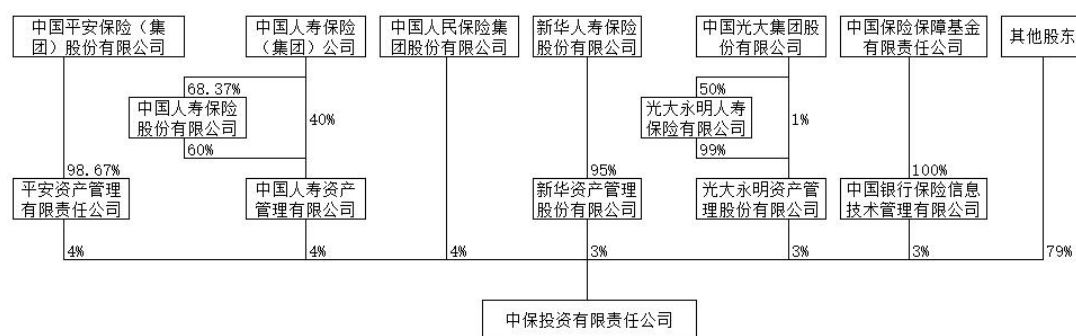 中国平安保险（集
团）股份有限公司
中国人寿保险
（集团）公司
中国人民保险集
团股份有限公司
新华人寿保险
股份有限公司
中国光大集团股
份有限公司
中国保险保障基金
有限责任公司
其他股东
68.37%
中国人寿保险
股份有限公司
60%
40%
50%
光大永明人寿
保险有限公司
99%
1%
98.67%
95%
100%
平安资产管理
有限责任公司
中国人寿资产
管理有限公司
新华资产管理
股份有限公司
光大永明资产管
理股份有限公司
中国银行保险信息
技术管理有限公司
4%
4%
4%
3%
3%
3%
79%
中保投资有限责任公司